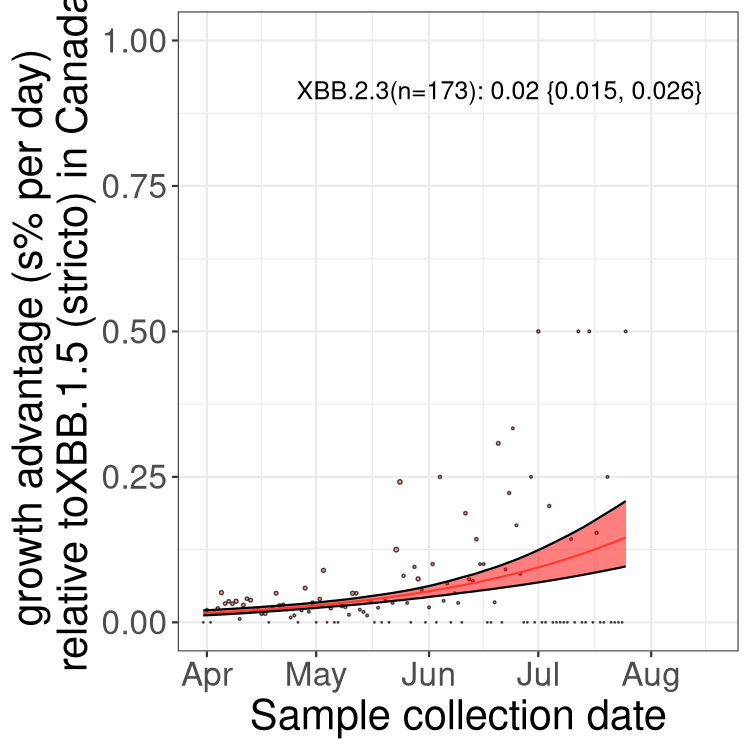 growth advantage (s% per day)
relative toXBB.1.5 (stricto) in Canada
1.00
0.75
0.50
0.25
0.00
XBB.2.3(n=173): 0.02 {0.015, 0.026}
Apr May Jun Jul Aug
Sample collection date